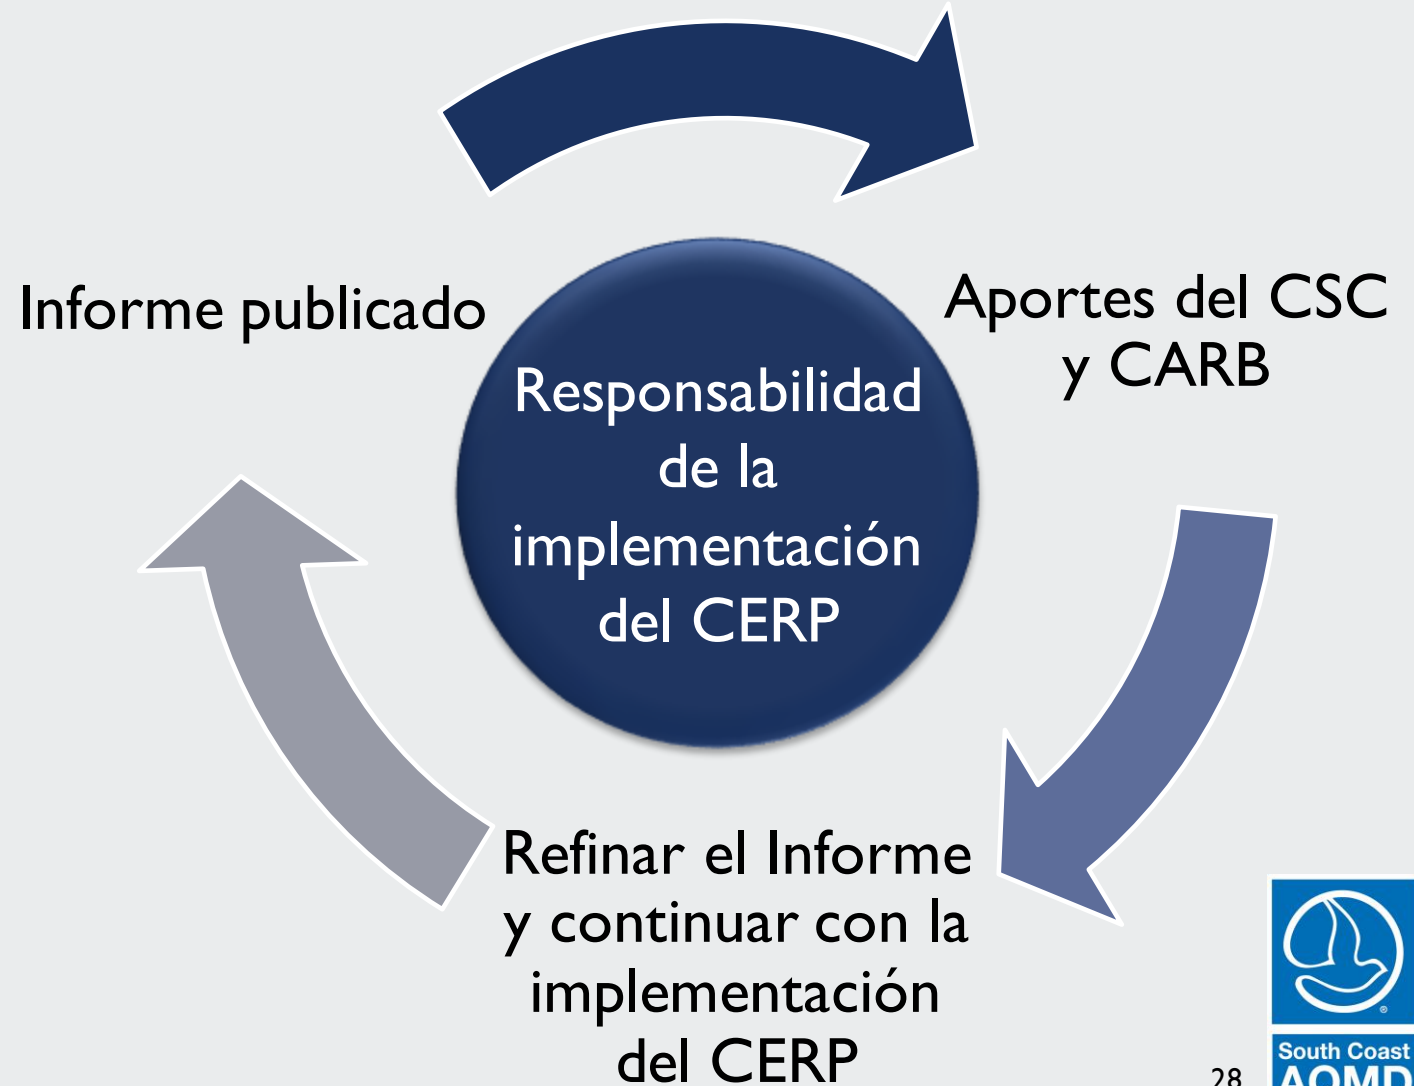 Informe publicado
Aportes del CSC
y CARB
Responsabilidad
de la
implementación
del CERP
Refinar el Informe
y continuar con la
implementación
del CERP
28
South Coast
AQMD